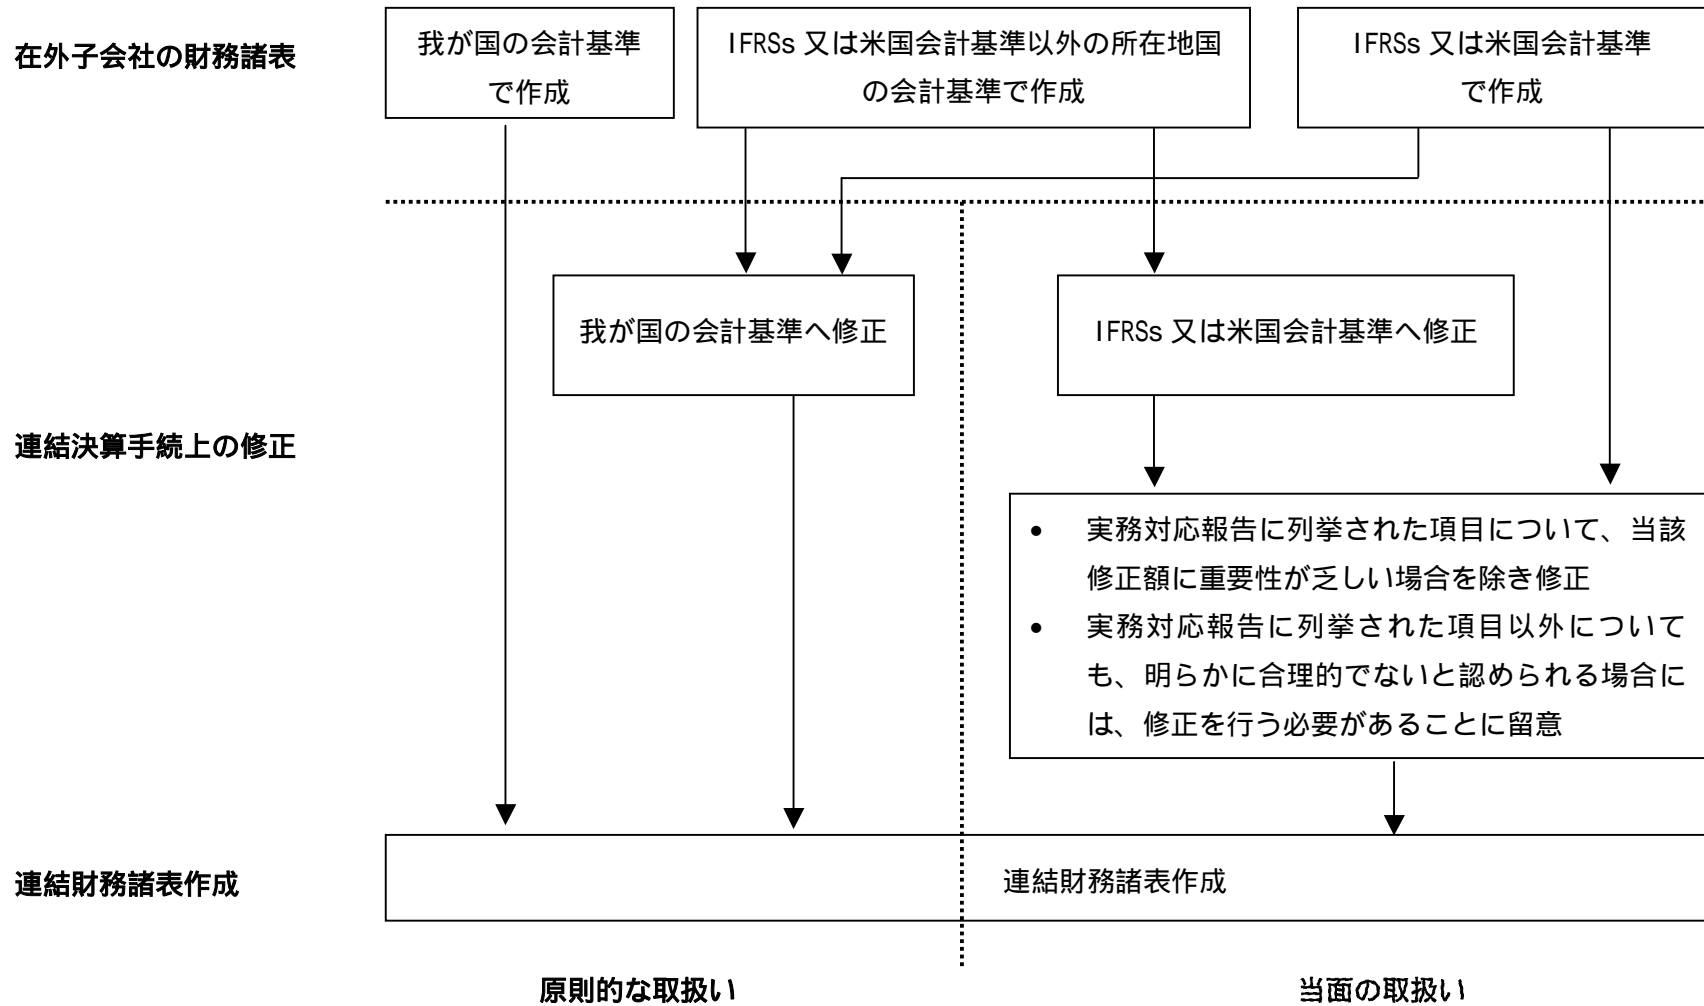 在外子会社の財務諸表
我が国の会計基準
で作成
IFRSs 又は米国会計基準以外の所在地国
の会計基準で作成
IFRSs 又は米国会計基準
で作成
我が国の会計基準へ修正
IFRSs 又は米国会計基準へ修正
連結決算手続上の修正
• 実務対応報告に列挙された項目について、当該
修正額に重要性が乏しい場合を除き修正
• 実務対応報告に列挙された項目以外について
も、明らかに合理的でないと認められる場合に
は、修正を行う必要があることに留意
連結財務諸表作成
連結財務諸表作成
原則的な取扱い
当面の取扱い